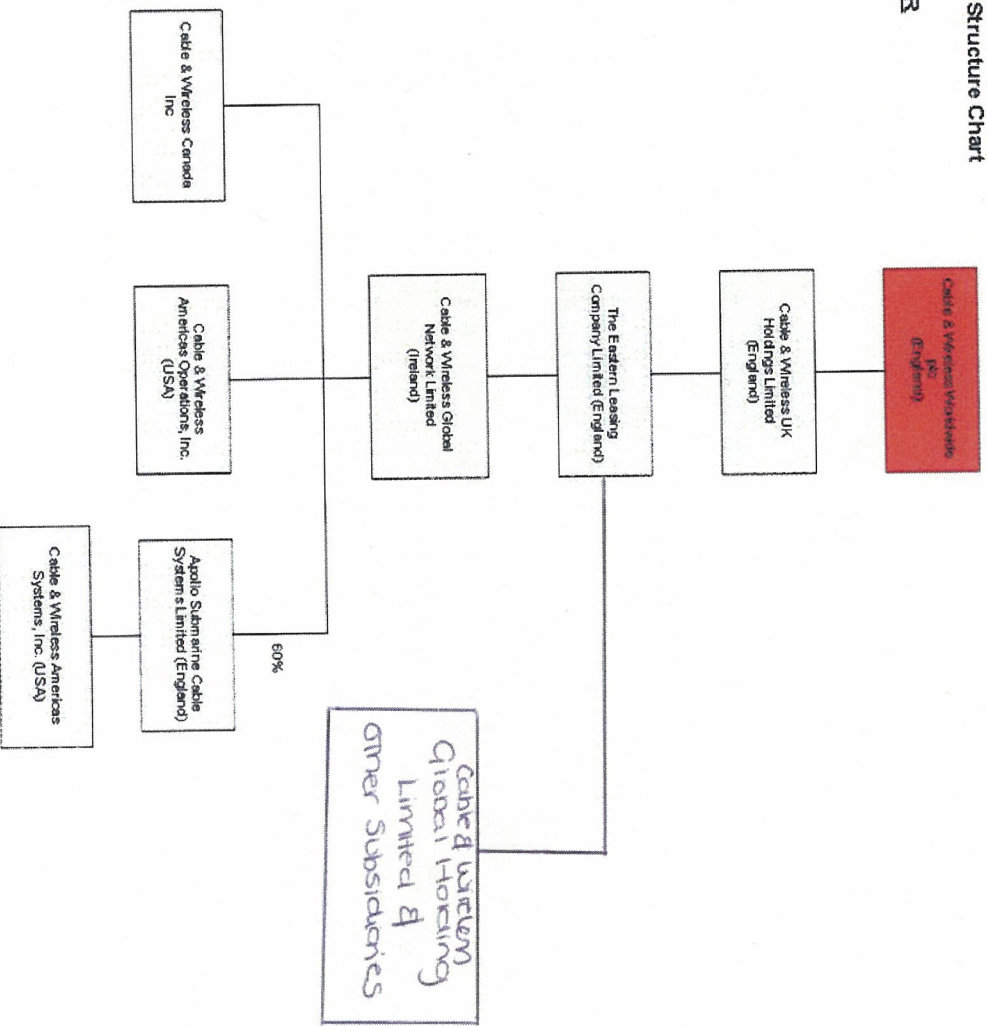 Structure Chart
R
Cable & Wireless Worldwide
plc
(England)
Cable & Wireless UK
Holdings Limited
(England)
The Eastern Leasing
Company Limited (England)
Cable & Wireless Global
Network Limited
(Ireland)
Cable & Wireless Canada
Inc
Cable & Wireless
Americas Operations, Inc.
(USA)
60%
Apollo Submarine Cable
Systems Limited (England)
Cable & Wireless Americas
Systems, Inc. (USA)
Cable & Wireless
Global Holding
Limited &
Other Subsidiaries